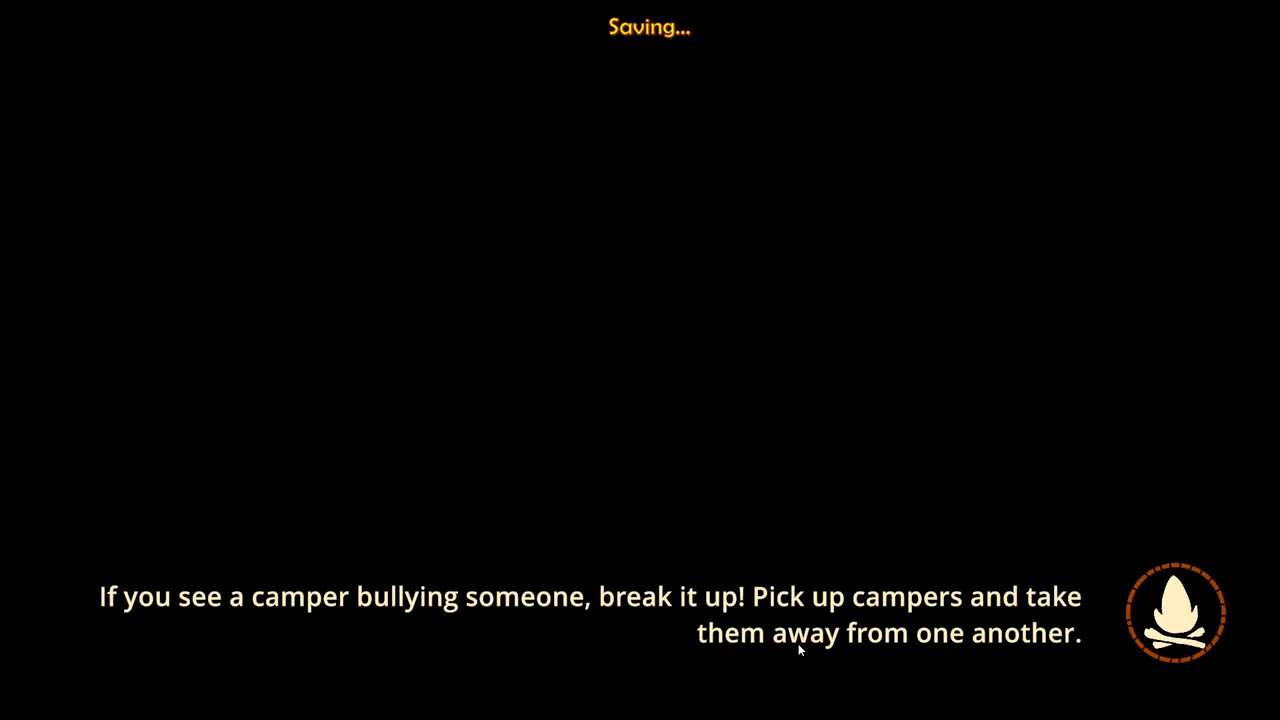 Saving...
If you see a camper bullying someone, break it up! Pick up campers and take
them away from one another.